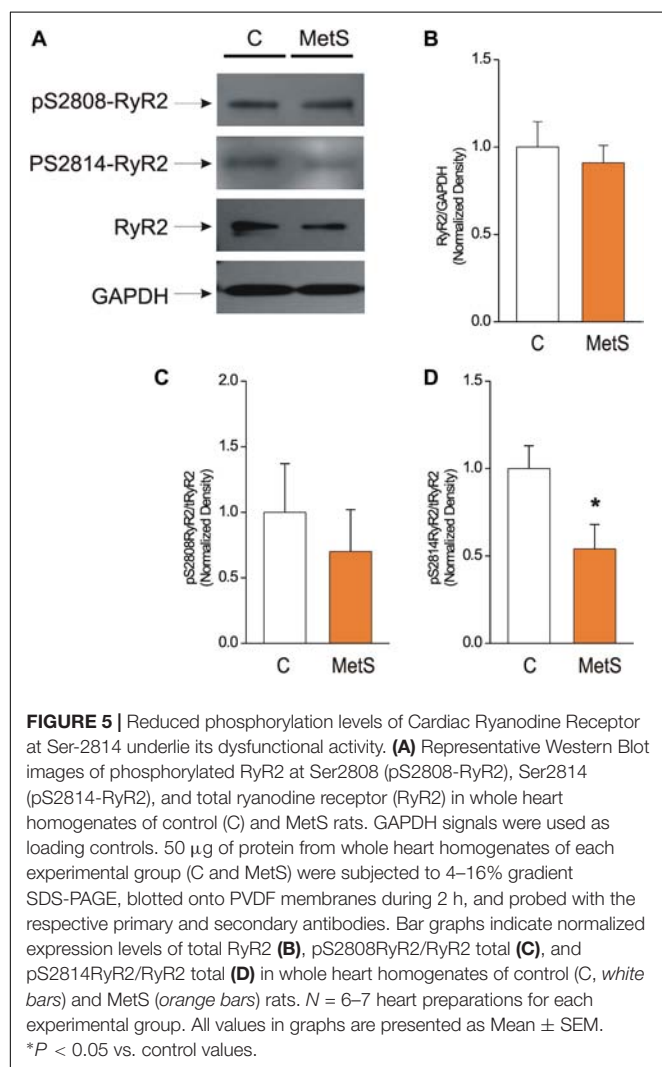 A
C MetS
pS2808-RyR2
PS2814-RyR2
RyR2
GAPDH
B
RyR2/GAPDH
(Normalized Density)
1.5
1.0
0.5
0.0
C MetS
C
pS2808RyR2/tRyR2
(Normalized Density)
2.0
1.5
1.0
0.5
0.0
C MetS
D
pS2814RyR2/tRyR2
(Normalized Density)
1.5
1.0
0.5
0.0
*
C MetS
FIGURE 5 | Reduced phosphorylation levels of Cardiac Ryanodine Receptor
at Ser-2814 underlie its dysfunctional activity. (A) Representative Western Blot
images of phosphorylated RyR2 at Ser2808 (pS2808-RyR2), Ser2814
(pS2814-RyR2), and total ryanodine receptor (RyR2) in whole heart
homogenates of control (C) and MetS rats. GAPDH signals were used as
loading controls. 50 μg of protein from whole heart homogenates of each
experimental group (C and MetS) were subjected to 4–16% gradient
SDS-PAGE, blotted onto PVDF membranes during 2 h, and probed with the
respective primary and secondary antibodies. Bar graphs indicate normalized
expression levels of total RyR2 (B), pS2808RyR2/RyR2 total (C), and
pS2814RyR2/RyR2 total (D) in whole heart homogenates of control (C, white
bars) and MetS (orange bars) rats. N = 6–7 heart preparations for each
experimental group. All values in graphs are presented as Mean ± SEM.
*P < 0.05 vs. control values.